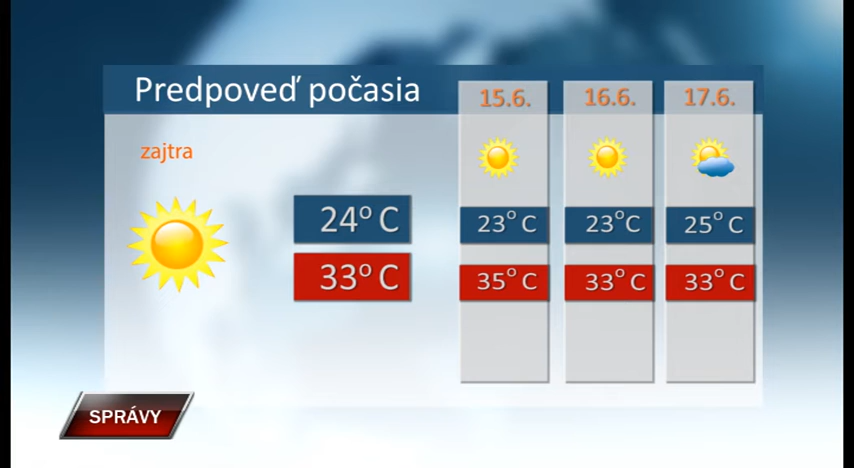 Predpoveď počasia
zajtra
24° C
33° C
15.6.
16.6.
17.6.
23° C
23°C
25° C
35° C
33° C
33° C
SPRÁVY